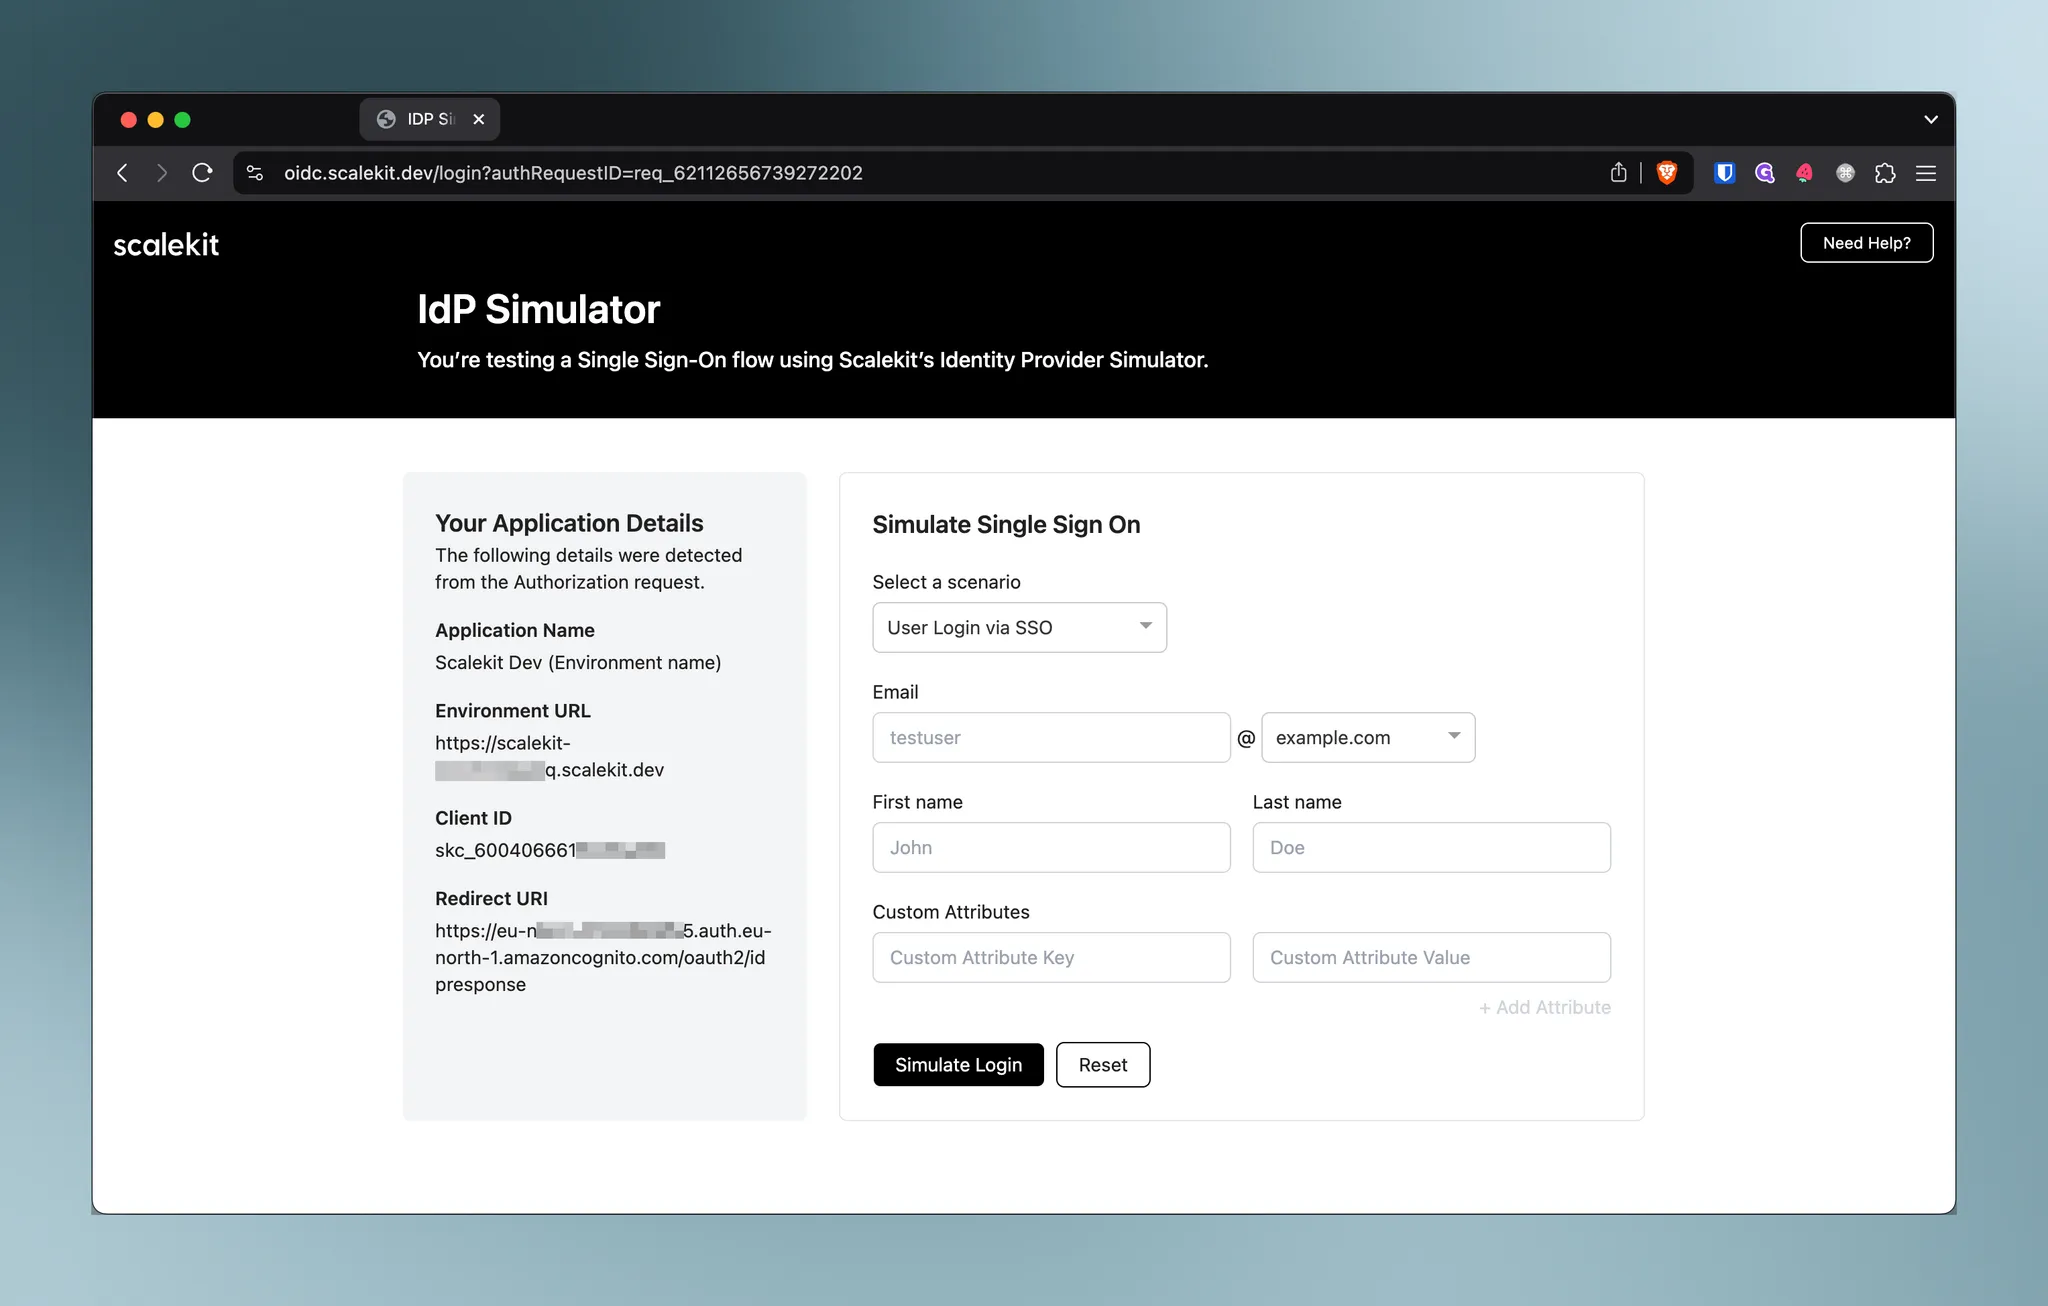 IDP Si
oidc.scalekit.dev/login?authRequestID=req_62112656739272202
scalekit
Need Help?
IdP Simulator
You’re testing a Single Sign-On flow using Scalekit’s Identity Provider Simulator.
Your Application Details
The following details were detected
from the Authorization request.
Application Name
Scalekit Dev (Environment name)
Environment URL
https://scalekit-
q.scalekit.dev
Client ID
skc_600406661
Redirect URI
https://eu-n 5.auth.eu-
north-1.amazoncognito.com/oauth2/id
presponse
Simulate Single Sign On
Select a scenario
User Login via SSO
Email
testuser @ example.com
First name Last name
John Doe
Custom Attributes
Custom Attribute Key Custom Attribute Value
+ Add Attribute
Simulate Login Reset